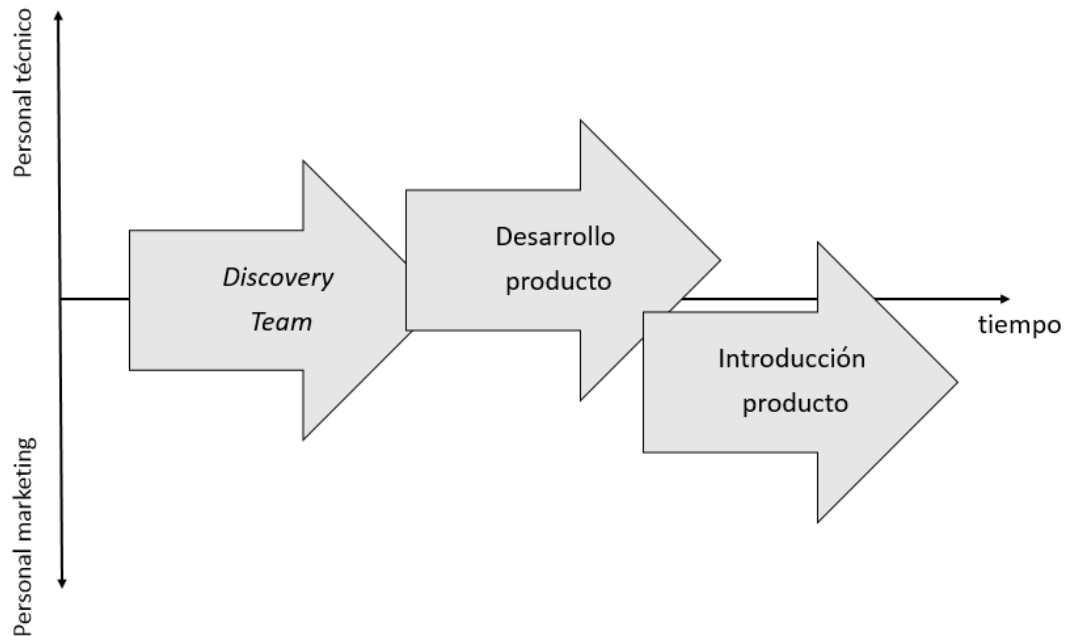 Personal técnico
Discovery
Team
Desarrollo
producto
tiempo
Introducción
producto
Personal marketing